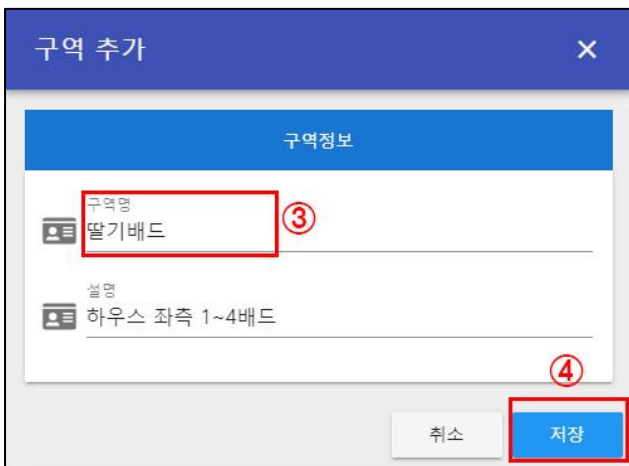 구역 추가 ×
구역정보
구역명
딸기배드 ③
설명
하우스 좌측 1~4배드
④
취소 저장